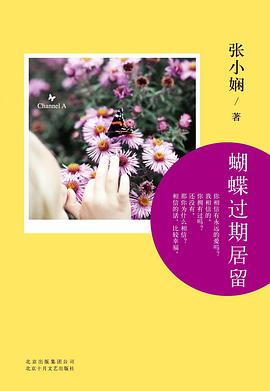 张小娴
/
著
Channel A
蝴蝶过期居留
你相信有永远的爱吗?
我相信的。
你拥有过吗?
还没有。
那你为什么相信?
相信的话,比较幸福。
北京出版集团公司
北京十月文艺出版社